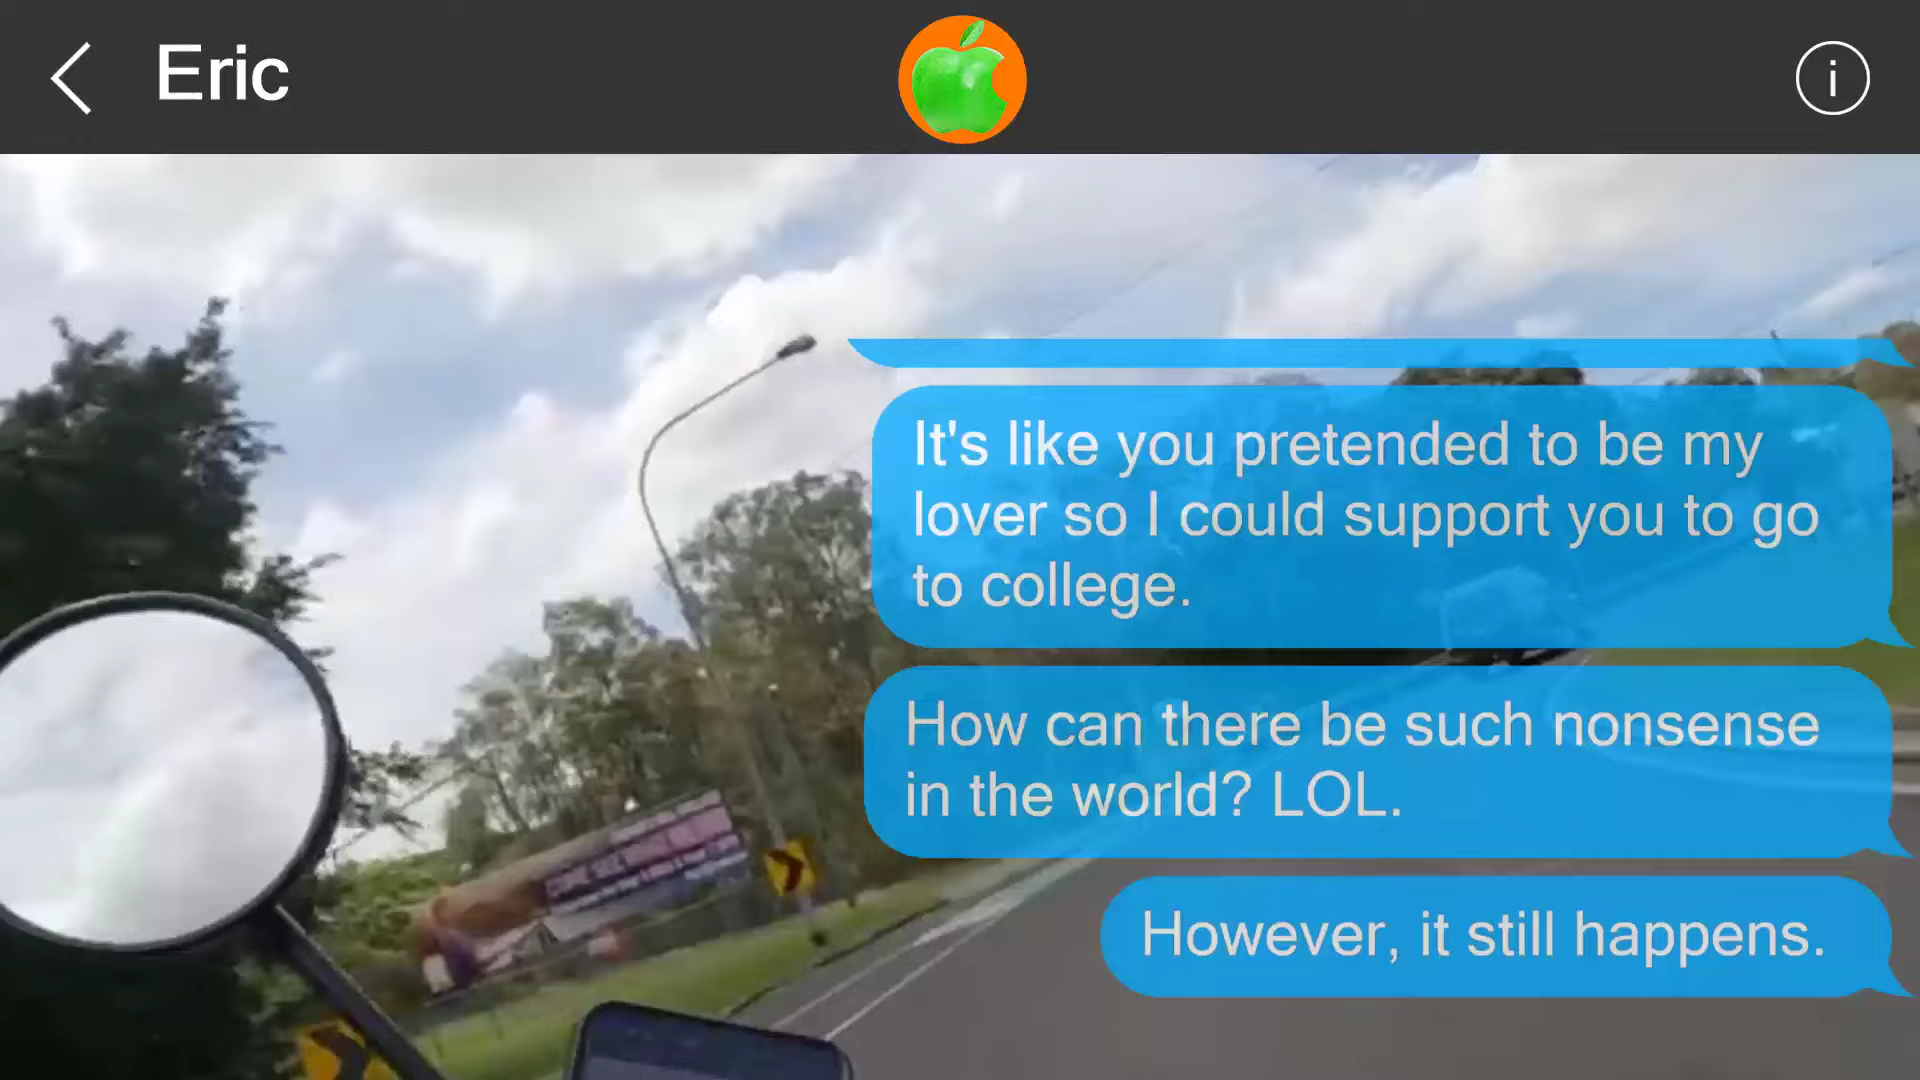 Eric
i
It's like you pretended to be my
lover so I could support you to go
to college.
How can there be such nonsense
in the world? LOL.
However, it still happens.